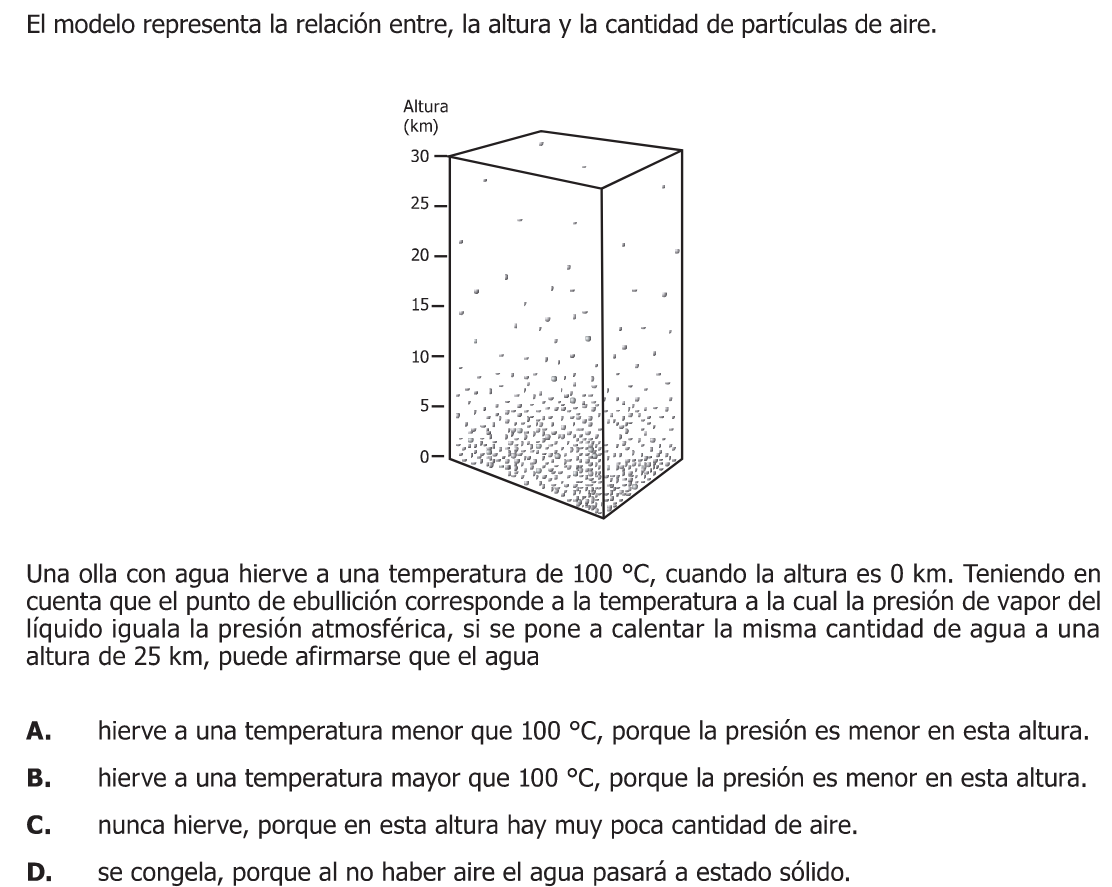 El modelo representa la relación entre, la altura y la cantidad de partículas de aire.
Altura
(km)
30
25
20
15
10
5
0
Una olla con agua hierve a una temperatura de 100 °C, cuando la altura es 0 km. Teniendo en
cuenta que el punto de ebullición corresponde a la temperatura a la cual la presión de vapor del
líquido iguala la presión atmosférica, si se pone a calentar la misma cantidad de agua a una
altura de 25 km, puede afirmarse que el agua
A. hierve a una temperatura menor que 100 °C, porque la presión es menor en esta altura.
B. hierve a una temperatura mayor que 100 °C, porque la presión es menor en esta altura.
C. nunca hierve, porque en esta altura hay muy poca cantidad de aire.
D. se congela, porque al no haber aire el agua pasará a estado sólido.